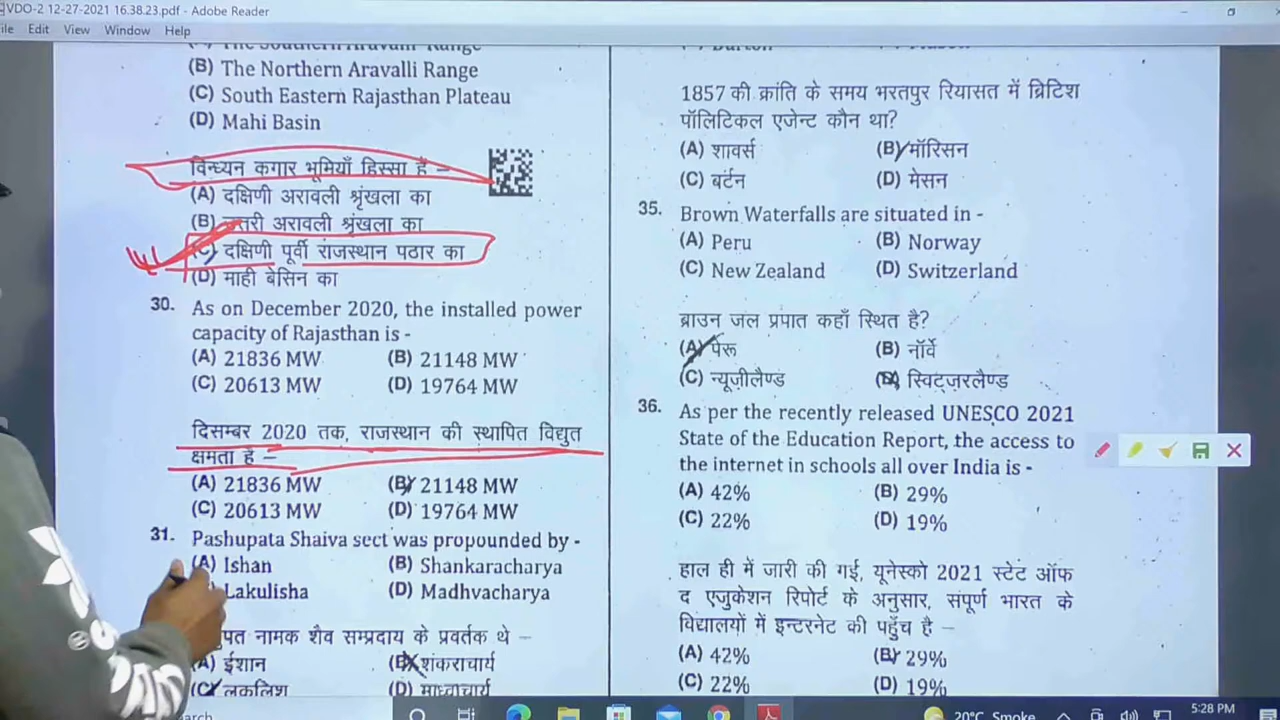 VDO-2 12-27-2021 16.38.23.pdf - Adobe Reader
Edit View Window Help
The Southern Aravalli Range
(B) The Northern Aravalli Range
(C) South Eastern Rajasthan Plateau
(D) Mahi Basin
विन्ध्यन कगार भूमियाँ हिस्सा हैं –
(A) दक्षिणी अरावली श्रृंखला का
(B) उत्तरी अरावली श्रृंखला का
(C) दक्षिणी पूर्वी राजस्थान पठार का
(D) माही बेसिन का
30. As on December 2020, the installed power
capacity of Rajasthan is -
(A) 21836 MW (B) 21148 MW
(C) 20613 MW (D) 19764 MW
दिसम्बर 2020 तक, राजस्थान की स्थापित विद्युत
क्षमता है –
(A) 21836 MW (B) 21148 MW
(C) 20613 MW (D) 19764 MW
31. Pashupata Shaiva sect was propounded by -
(A) Ishan (B) Shankaracharya
Lakulisha (D) Madhvacharya
नामक शैव सम्प्रदाय के प्रवर्तक थे –
(A) ईशान (B) शंकराचार्य
(C) लकुलिश (D) माध्वाचार्य
1857 की क्रांति के समय भरतपुर रियासत में ब्रिटिश
पॉलिटिकल एजेन्ट कौन था?
(A) शावर्स (B) मॉरिसन
(C) बर्टन (D) मेसन
35. Brown Waterfalls are situated in -
(A) Peru (B) Norway
(C) New Zealand (D) Switzerland
ब्राउन जल प्रपात कहाँ स्थित है?
(A) पेरू (B) नॉर्वे
(C) न्यूज़ीलैण्ड (D) स्विट्ज़रलैण्ड
36. As per the recently released UNESCO 2021
State of the Education Report, the access to
the internet in schools all over India is -
(A) 42% (B) 29%
(C) 22% (D) 19%
हाल ही में जारी की गई, यूनेस्को 2021 स्टेट ऑफ
द एजुकेशन रिपोर्ट के अनुसार, संपूर्ण भारत के
विद्यालयों में इन्टरनेट की पहुँच है –
(A) 42% (B) 29%
(C) 22% (D) 19%
20°C Smoke
5:28 PM